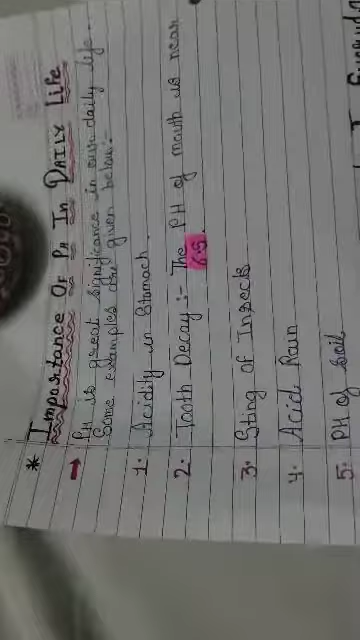 * Importance Of PH In Daily Life
→ PH is great significance in our daily life.
Some examples are given below:-
1. Acidity in Stomach.
2. Tooth Decay:- The PH of mouth is near
6.5.
3. Sting of Insects
4. Acid Rain
5. PH of Soil